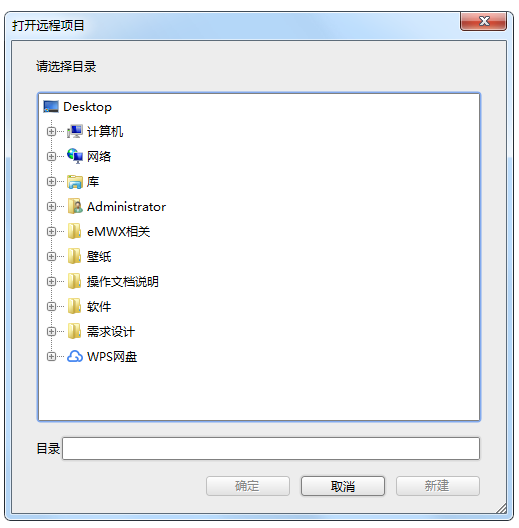 打开远程项目
请选择目录
Desktop
计算机
网络
库
Administrator
eMWX相关
壁纸
操作文档说明
软件
需求设计
WPS网盘
目录
确定 取消 新建